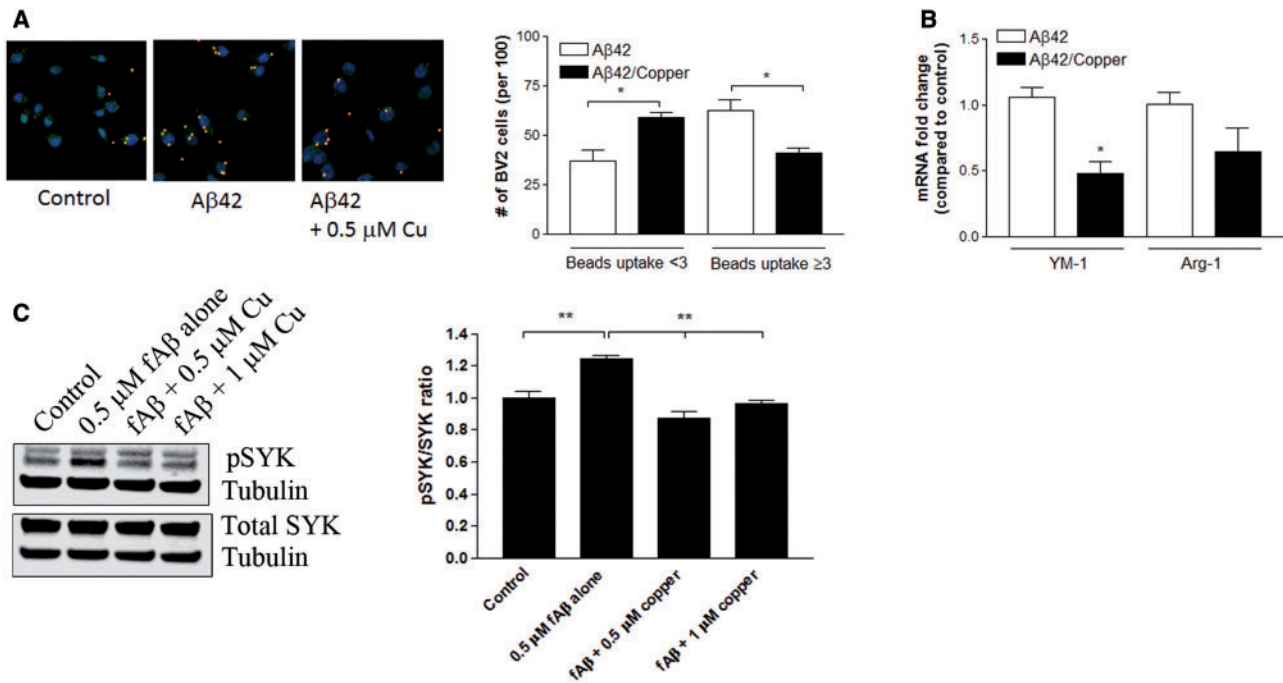 A
Control
Aβ42
Aβ42
+ 0.5 μM Cu
# of BV2 cells (per 100)
100
75
50
25
0
Aβ42
Aβ42/Copper
*
*
Beads uptake <3
Beads uptake ≥3
B
mRNA fold change
(compared to control)
1.5
1.0
0.5
0.0
Aβ42
Aβ42/Copper
*
YM-1
Arg-1
C
Control
0.5 μM fAβ alone
fAβ + 0.5 μM Cu
fAβ + 1 μM Cu
pSYK
Tubulin
Total SYK
Tubulin
pSYK/SYK ratio
1.4
1.2
1.0
0.8
0.6
0.4
0.2
0.0
**
**
Control
0.5 μM fAβ alone
fAβ + 0.5 μM copper
fAβ + 1 μM copper